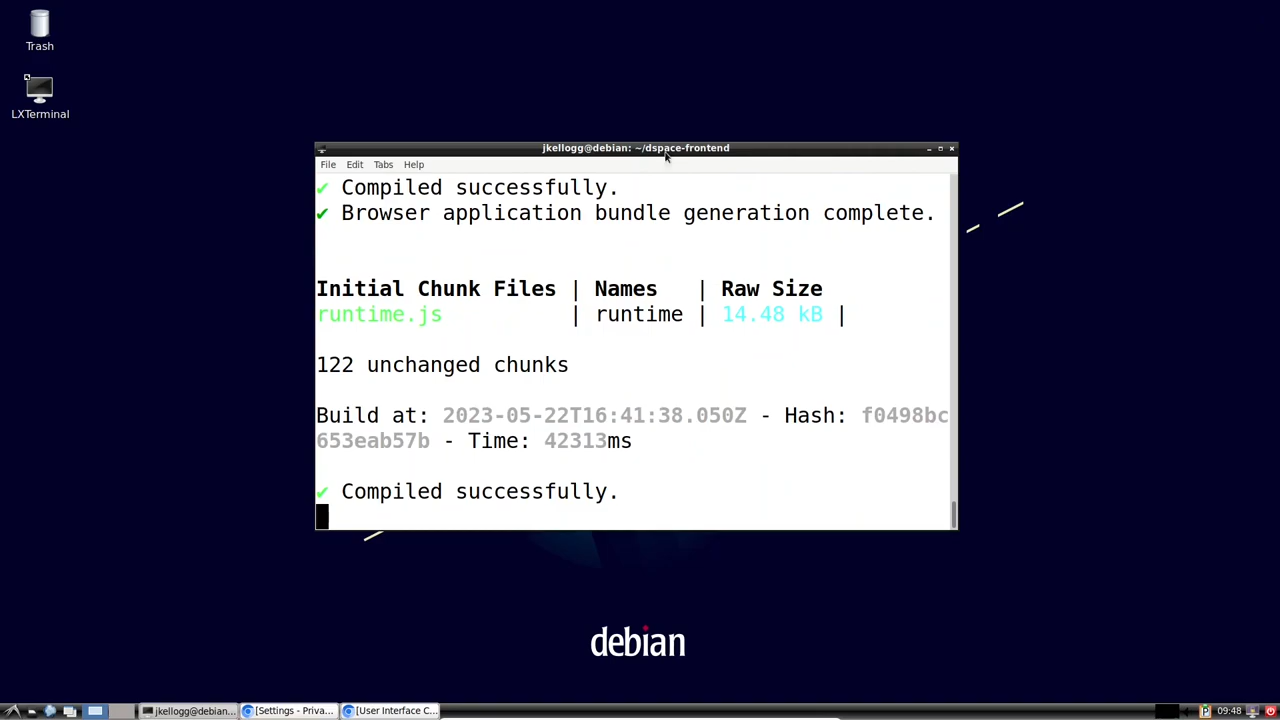 Trash
LXTerminal
jkellogg@debian: ~/dspace-frontend
File Edit Tabs Help
✔ Compiled successfully.
✔ Browser application bundle generation complete.
Initial Chunk Files | Names | Raw Size
runtime.js | runtime | 14.48 kB |
122 unchanged chunks
Build at: 2023-05-22T16:41:38.050Z - Hash: f0498bc
653eab57b - Time: 42313ms
✔ Compiled successfully.
debian
jkellogg@debian... [Settings - Priva... [User Interface C... 09:48